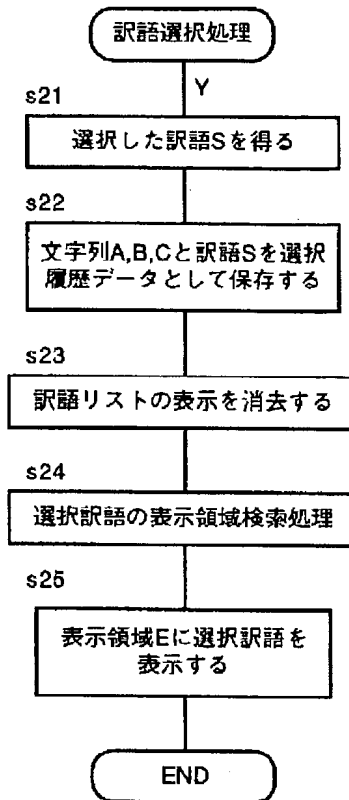 訳語選択処理
Y
s21
選択した訳語Sを得る
s22
文字列A,B,Cと訳語Sを選択
履歴データとして保存する
s23
訳語リストの表示を消去する
s24
選択訳語の表示領域検索処理
s25
表示領域Eに選択訳語を
表示する
END